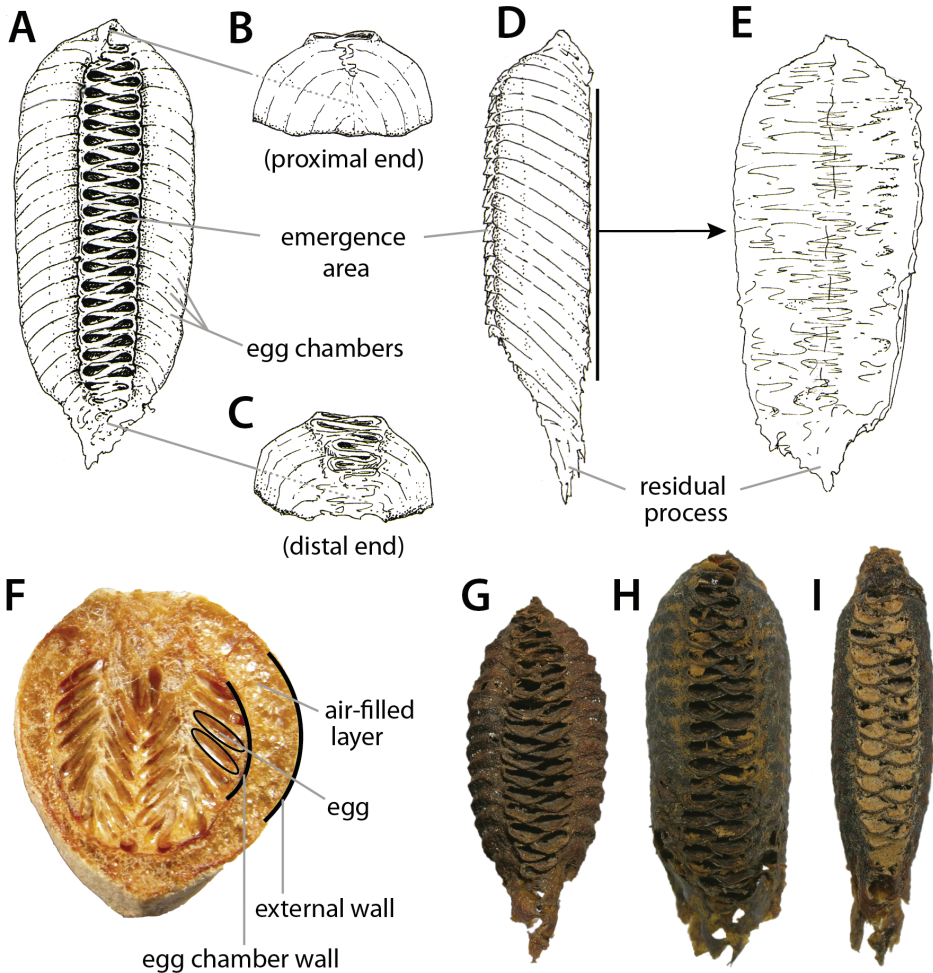 A
B
D
E
(proximal end)
emergence
area
egg chambers
C
(distal end)
residual
process
F
G
H
I
air-filled
layer
egg
external wall
egg chamber wall